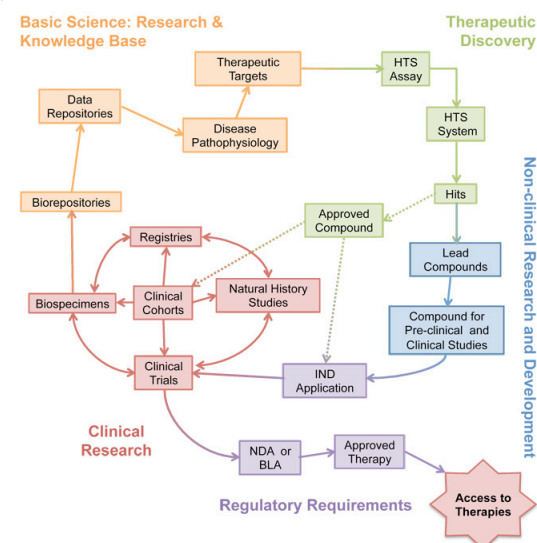 Basic Science: Research &
Knowledge Base
Therapeutic
Discovery
Therapeutic
Targets
HTS
Assay
Data
Repositories
Disease
Pathophysiology
HTS
System
Biorepositories
Hits
Approved
Compound
Registries
Lead
Compounds
Biospecimens
Clinical
Cohorts
Natural History
Studies
Compound for
Pre-clinical and
Clinical Studies
Non-clinical Research and Development
Clinical
Trials
IND
Application
Clinical
Research
NDA or
BLA
Approved
Therapy
Regulatory Requirements
Access to
Therapies